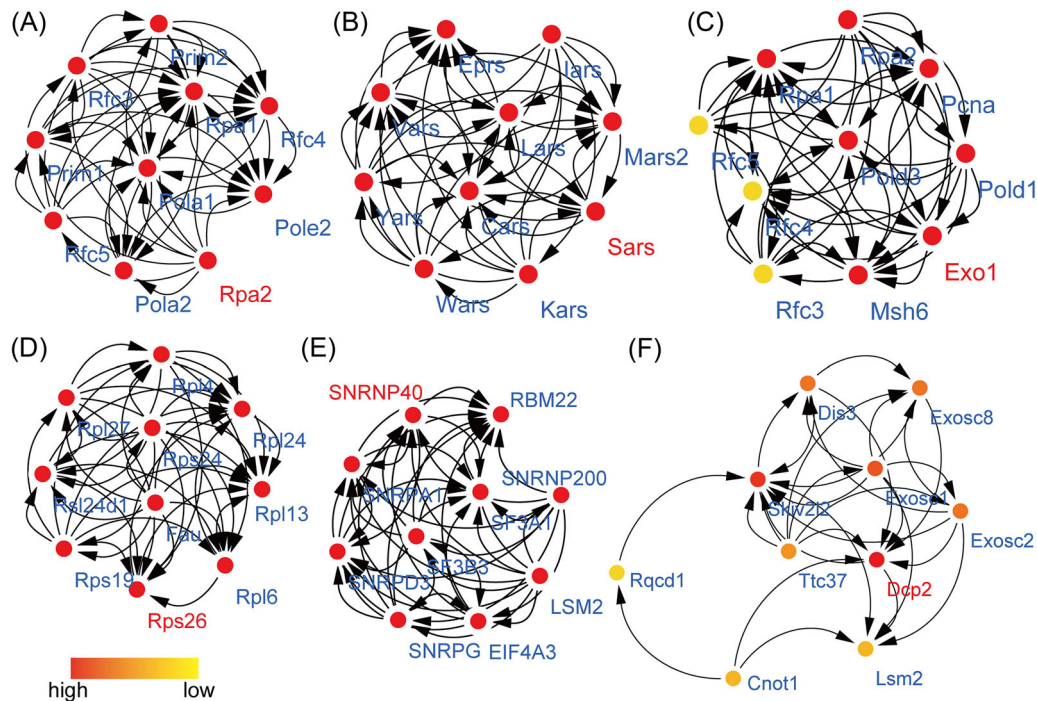 (A)
Prim2
Rfc3
Rpa1
Rfc4
Prim1
Pola1
Pole2
Rfc5
Pola2
Rpa2
(B)
Eprs
Iars
Vars
Lars
Mars2
Yars
Cars
Sars
Wars
Kars
(C)
Rpa2
Rpa1
Pcna
Rfc5
Pold3
Pold1
Rfc4
Exo1
Rfc3
Msh6
(D)
Rpl4
Rpl27
Rps24
Rpl24
Rsl24d1
Rpl13
Fau
Rps19
Rpl6
Rps26
(E)
SNRNP40
RBM22
SNRPA1
SNRNP200
SF3A1
SF3B3
SNRPD3
LSM2
SNRPG
EIF4A3
(F)
Dis3
Exosc8
Skiv2l2
Exosc1
Exosc2
Rqcd1
Ttc37
Dcp2
Cnot1
Lsm2
high
low